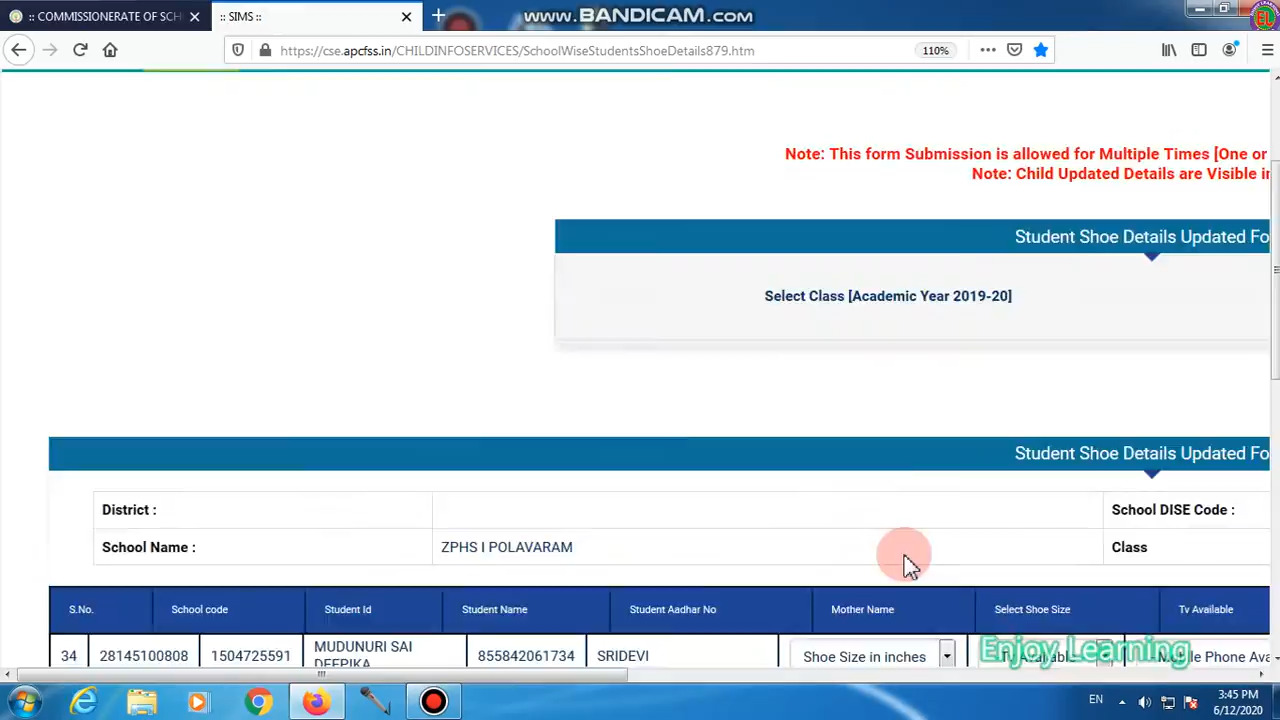 :: COMMISSIONERATE OF SCH
:: SIMS ::
www.BANDICAM.com
https://cse.apcfss.in/CHILDINFOSERVICES/SchoolWiseStudentsShoeDetails879.htm
110%
Note: This form Submission is allowed for Multiple Times [One or
Note: Child Updated Details are Visible i
Student Shoe Details Updated Fo
Select Class [Academic Year 2019-20]
Student Shoe Details Updated Fo
District :
School DISE Code :
School Name :
ZPHS I POLAVARAM
Class
S.No.
School code
Student Id
Student Name
Student Aadhar No
Mother Name
Select Shoe Size
Tv Available
34
28145100808
1504725591
MUDUNURI SAI
DEEPIKA
855842061734
SRIDEVI
Shoe Size in inches
Tv Available
Mobile Phone Ava
Enjoy Learning
EN
3:45 PM
6/12/2020